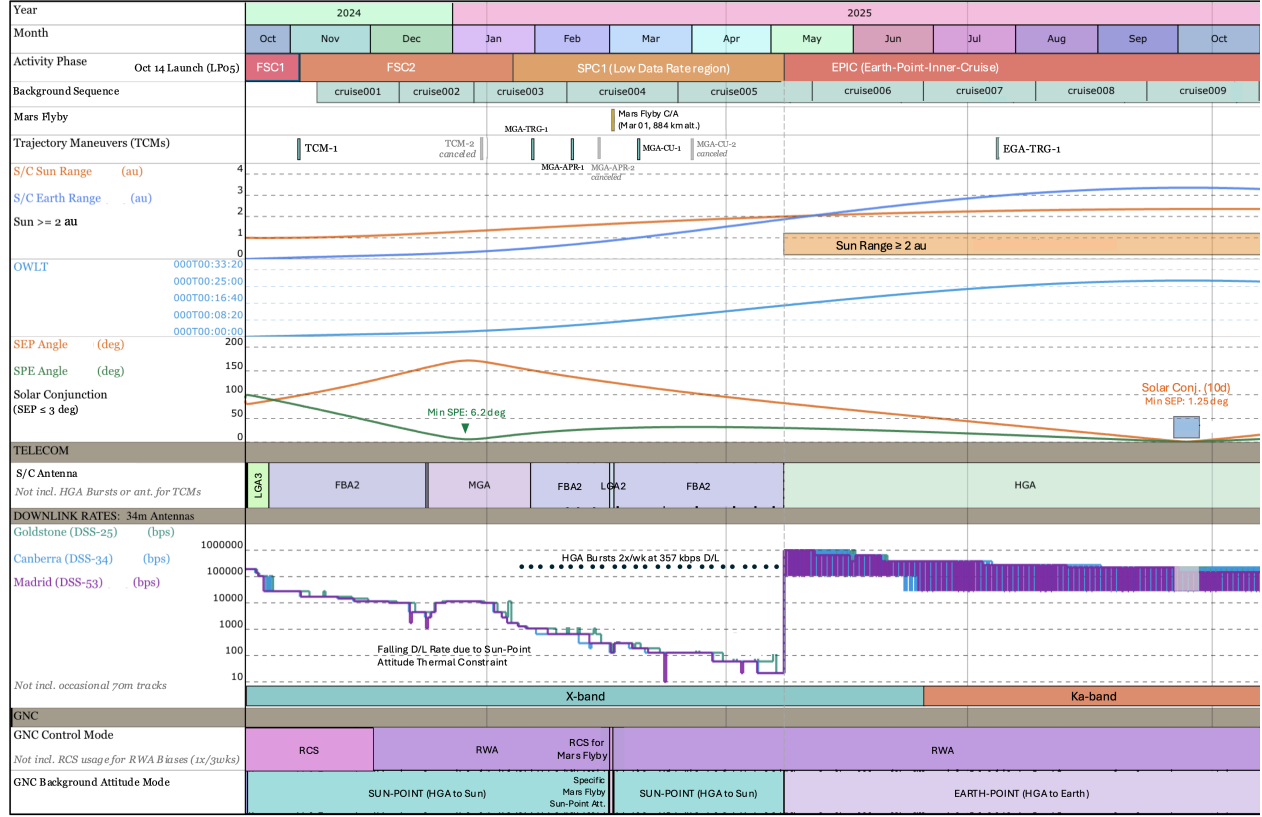 Year
2024
2025
Month
Oct
Nov
Dec
Jan
Feb
Mar
Apr
May
Jun
Jul
Aug
Sep
Oct
Activity Phase
Oct 14 Launch (LP05)
FSC1
FSC2
SPC1 (Low Data Rate region)
EPIC (Earth-Point-Inner-Cruise)
Background Sequence
cruise001
cruise002
cruise003
cruise004
cruise005
cruise006
cruise007
cruise008
cruise009
Mars Flyby
Mars Flyby C/A
(Mar 01, 884 km alt.)
Trajectory Maneuvers (TCMs)
TCM-1
TCM-2
canceled
MGA-TRG-1
MGA-APR-1
MGA-APR-2
canceled
MGA-CU-1
MGA-CU-2
canceled
EGA-TRG-1
S/C Sun Range (au)
S/C Earth Range (au)
Sun >= 2 au
4
3
2
1
0
Sun Range ≥ 2 au
OWLT
000T00:33:20
000T00:25:00
000T00:16:40
000T00:08:20
000T00:00:00
SEP Angle (deg)
SPE Angle (deg)
Solar Conjunction
(SEP ≤ 3 deg)
200
150
100
50
0
Min SPE: 6.2 deg
Solar Conj. (10d)
Min SEP: 1.25 deg
TELECOM
S/C Antenna
Not incl. HGA Bursts or ant. for TCMs
LGA3
FBA2
MGA
FBA2
LGA2
FBA2
HGA
DOWNLINK RATES: 34m Antennas
Goldstone (DSS-25) (bps)
Canberra (DSS-34) (bps)
Madrid (DSS-53) (bps)
1000000
100000
10000
1000
100
10
HGA Bursts 2x/wk at 357 kbps D/L
Falling D/L Rate due to Sun-Point
Attitude Thermal Constraint
Not incl. occasional 70m tracks
X-band
Ka-band
GNC
GNC Control Mode
Not incl. RCS usage for RWA Biases (1x/3wks)
RCS
RWA
RCS for
Mars Flyby
RWA
GNC Background Attitude Mode
SUN-POINT (HGA to Sun)
Specific
Mars Flyby
Sun-Point Att.
SUN-POINT (HGA to Sun)
EARTH-POINT (HGA to Earth)